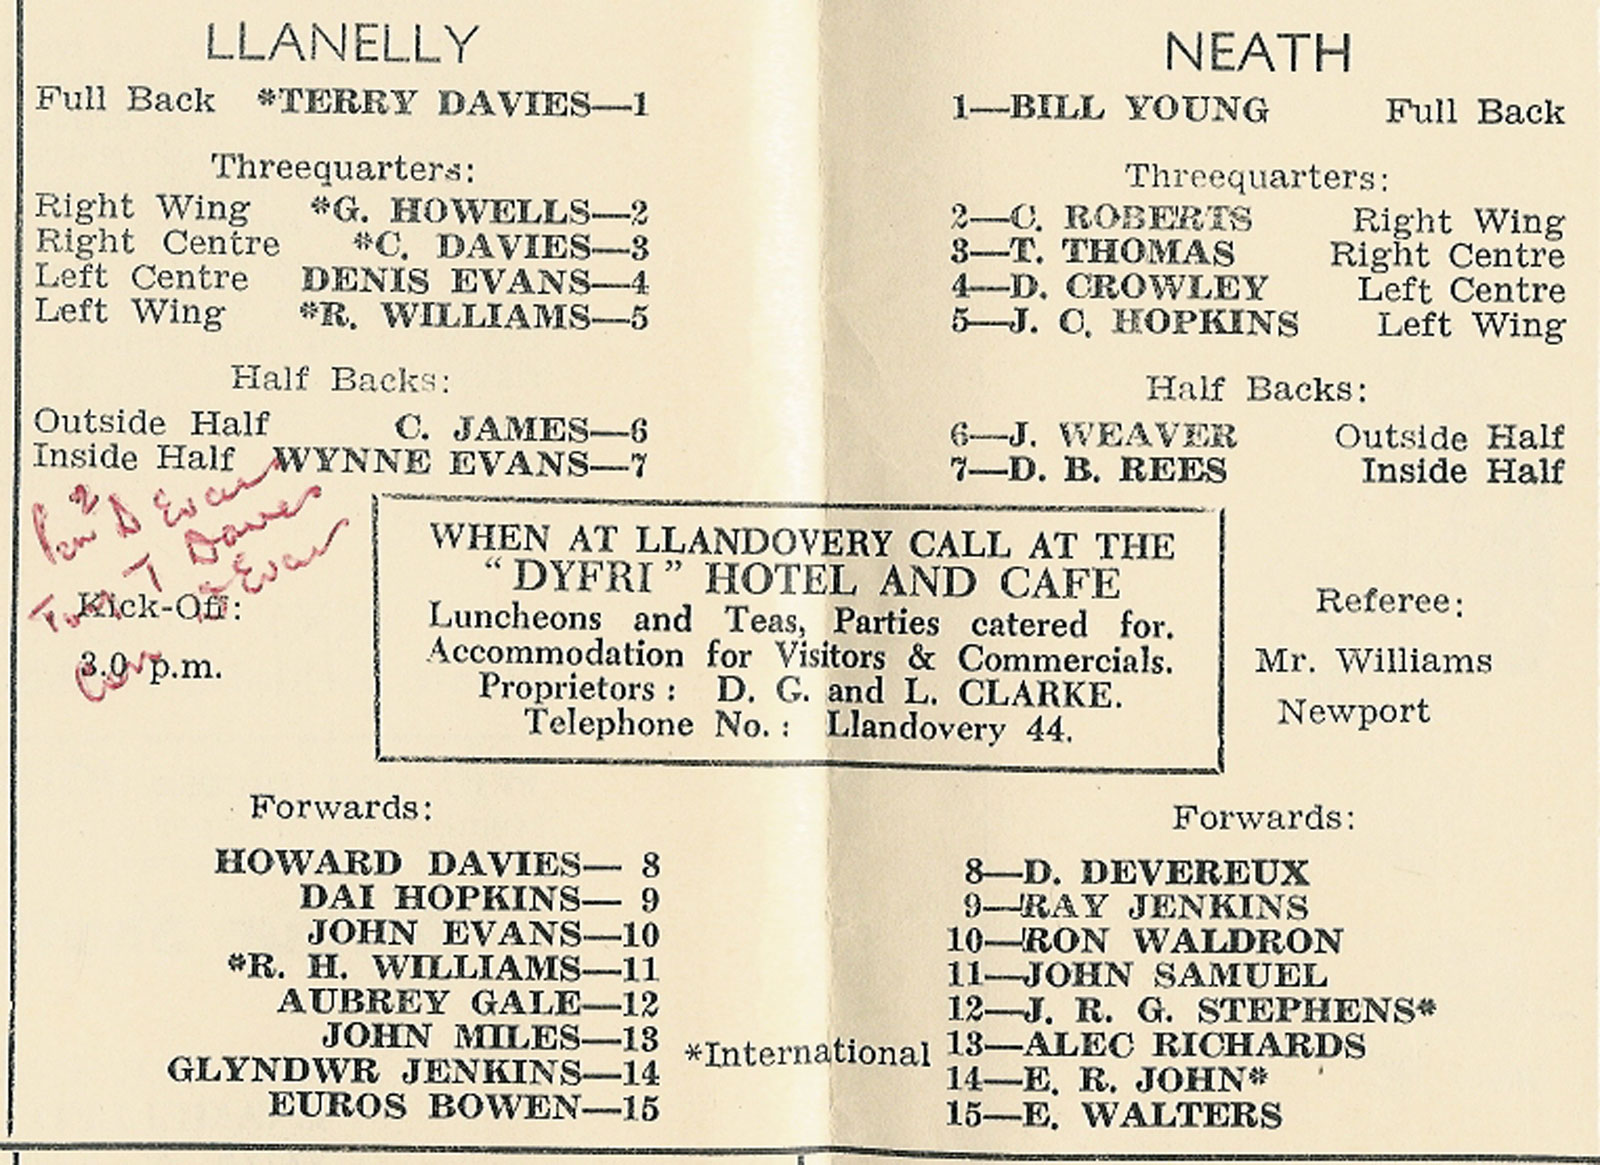 LLANELLY
Full Back *TERRY DAVIES—1
Threequarters:
Right Wing *G. HOWELLS—2
Right Centre *C. DAVIES—3
Left Centre DENIS EVANS—4
Left Wing *R. WILLIAMS—5
Half Backs:
Outside Half C. JAMES—6
Inside Half WYNNE EVANS—7
NEATH
1—BILL YOUNG Full Back
Threequarters:
2—C. ROBERTS Right Wing
3—T. THOMAS Right Centre
4—D. CROWLEY Left Centre
5—J. C. HOPKINS Left Wing
Half Backs:
6—J. WEAVER Outside Half
7—D. B. REES Inside Half
2
Pen D Evans
T Davies
D Evans
Con
Kick-Off:
3.0 p.m.
WHEN AT LLANDOVERY CALL AT THE
"DYFRI" HOTEL AND CAFE
Luncheons and Teas, Parties catered for.
Accommodation for Visitors & Commercials.
Proprietors: D. G. and L. CLARKE.
Telephone No.: Llandovery 44.
Referee:
Mr. Williams
Newport
Forwards:
HOWARD DAVIES— 8
DAI HOPKINS— 9
JOHN EVANS—10
*R. H. WILLIAMS—11
AUBREY GALE—12
JOHN MILES—13
GLYNDWR JENKINS—14
EUROS BOWEN—15
*International
Forwards:
8—D. DEVEREUX
9—RAY JENKINS
10—RON WALDRON
11—JOHN SAMUEL
12—J. R. G. STEPHENS*
13—ALEC RICHARDS
14—E. R. JOHN*
15—E. WALTERS